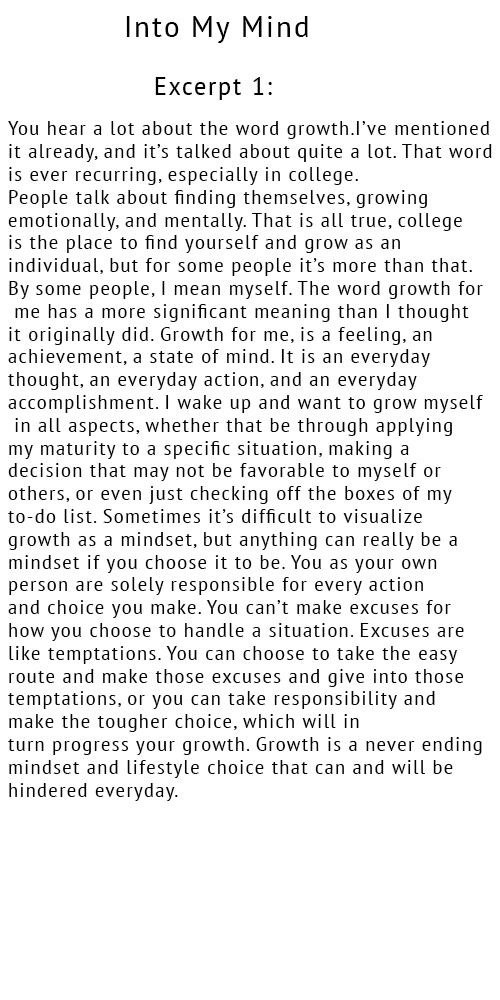 Into My Mind
Excerpt 1:
You hear a lot about the word growth.I’ve mentioned
it already, and it’s talked about quite a lot. That word
is ever recurring, especially in college.
People talk about finding themselves, growing
emotionally, and mentally. That is all true, college
is the place to find yourself and grow as an
individual, but for some people it’s more than that.
By some people, I mean myself. The word growth for
me has a more significant meaning than I thought
it originally did. Growth for me, is a feeling, an
achievement, a state of mind. It is an everyday
thought, an everyday action, and an everyday
accomplishment. I wake up and want to grow myself
in all aspects, whether that be through applying
my maturity to a specific situation, making a
decision that may not be favorable to myself or
others, or even just checking off the boxes of my
to-do list. Sometimes it’s difficult to visualize
growth as a mindset, but anything can really be a
mindset if you choose it to be. You as your own
person are solely responsible for every action
and choice you make. You can’t make excuses for
how you choose to handle a situation. Excuses are
like temptations. You can choose to take the easy
route and make those excuses and give into those
temptations, or you can take responsibility and
make the tougher choice, which will in
turn progress your growth. Growth is a never ending
mindset and lifestyle choice that can and will be
hindered everyday.